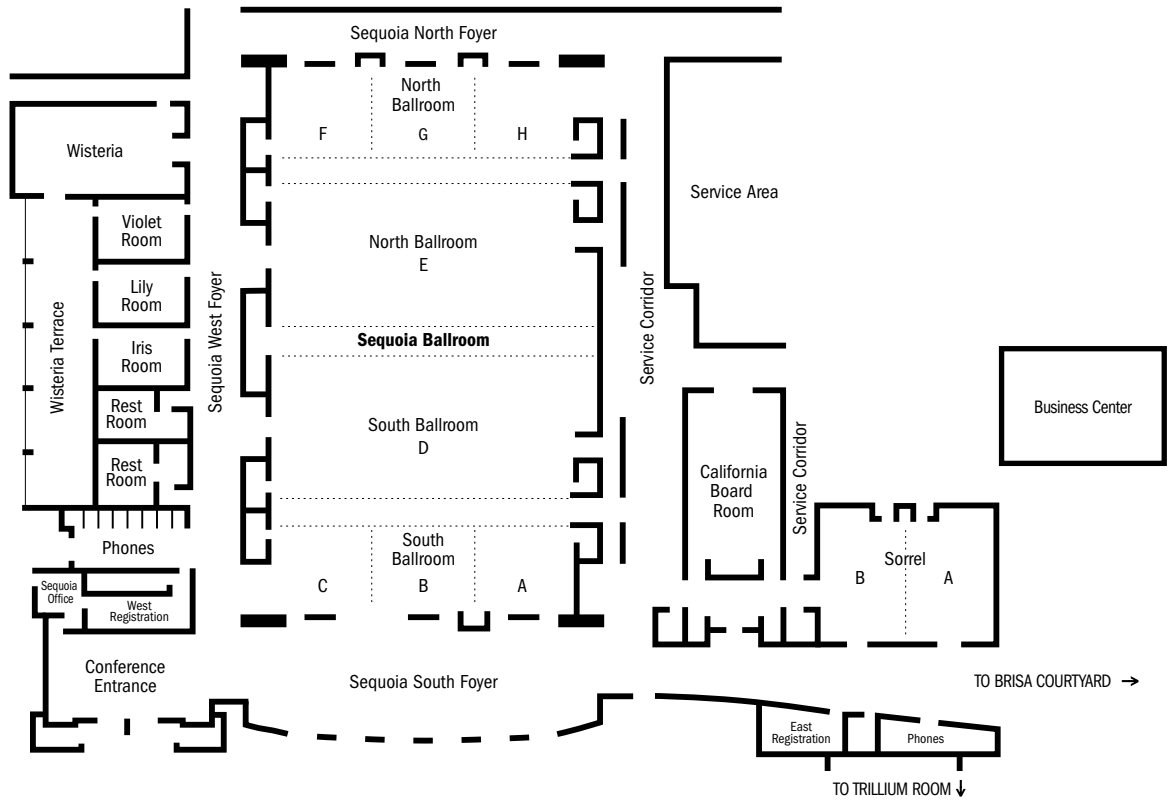 Sequoia North Foyer
North
Ballroom
F
G
H
Wisteria
Service Area
Violet
Room
North Ballroom
E
Lily
Room
Sequoia West Foyer
Service Corridor
Wisteria Terrace
Sequoia Ballroom
Iris
Room
Rest
Room
Business Center
South Ballroom
D
Rest
Room
California
Board
Room
Service Corridor
Phones
South
Ballroom
Sorrel
B
A
C
B
A
Sequoia
Office
West
Registration
Conference
Entrance
Sequoia South Foyer
TO BRISA COURTYARD →
East
Registration
Phones
TO TRILLIUM ROOM ↓